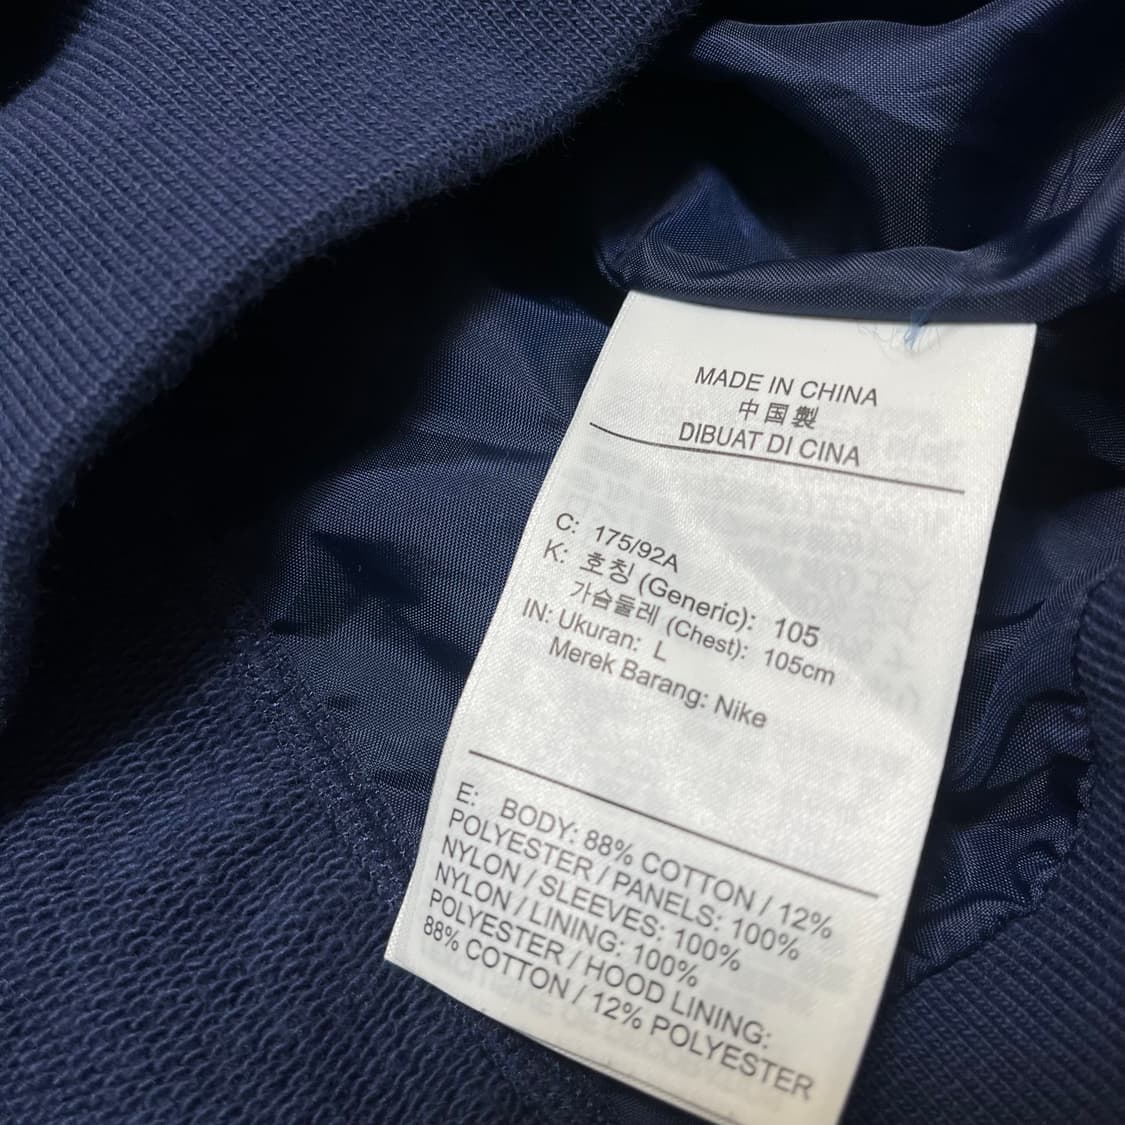 MADE IN CHINA
中国製
DIBUAT DI CINA
C: 175/92A
K: 호칭 (Generic): 105
가슴둘레 (Chest): 105cm
IN: Ukuran: L
Merek Barang: Nike
E: BODY: 88% COTTON / 12%
POLYESTER / PANELS: 100%
NYLON / SLEEVES: 100%
NYLON / LINING: 100%
POLYESTER / HOOD LINING:
88% COTTON / 12% POLYESTER